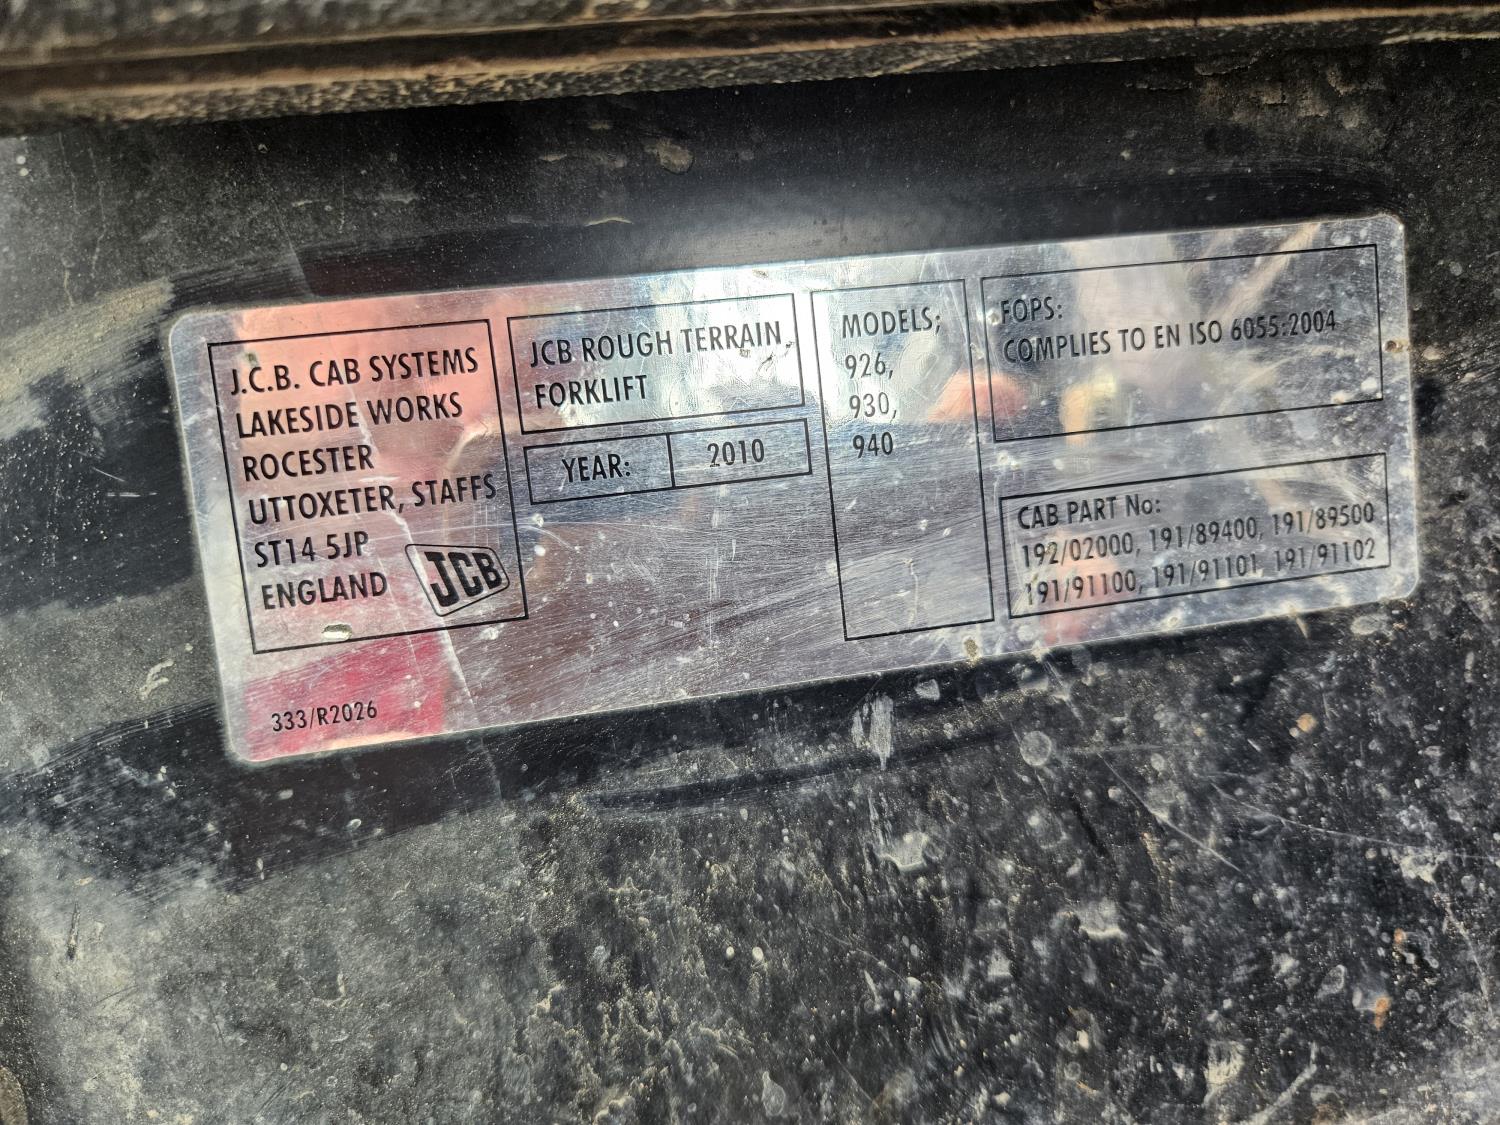 J.C.B. CAB SYSTEMS
LAKESIDE WORKS
ROCESTER
UTTOXETER, STAFFS
ST14 5JP
ENGLAND
JCB
333/R2026
JCB ROUGH TERRAIN
FORKLIFT
YEAR: 2010
MODELS;
926,
930,
940
FOPS:
COMPLIES TO EN ISO 6055:2004
CAB PART No:
192/02000, 191/89400, 191/89500
191/91100, 191/91101, 191/91102